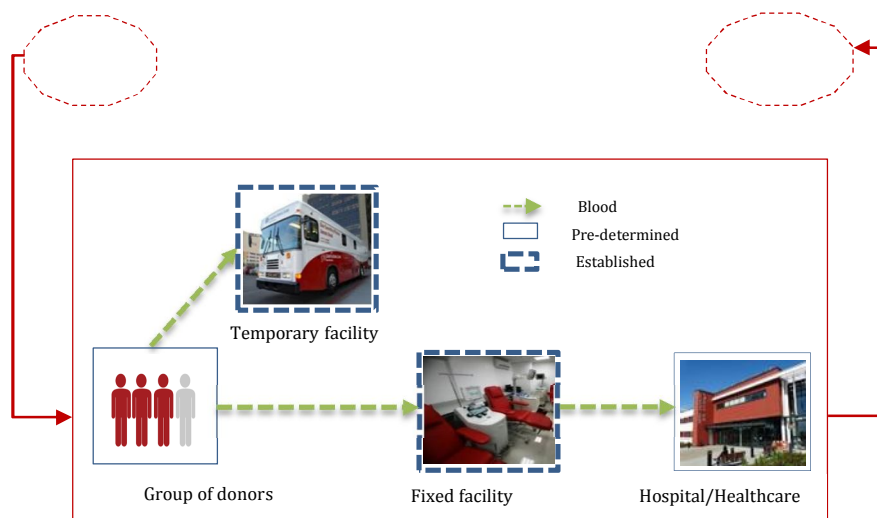 Blood
Pre-determined
Established
Temporary facility
Group of donors
Fixed facility
Hospital/Healthcare